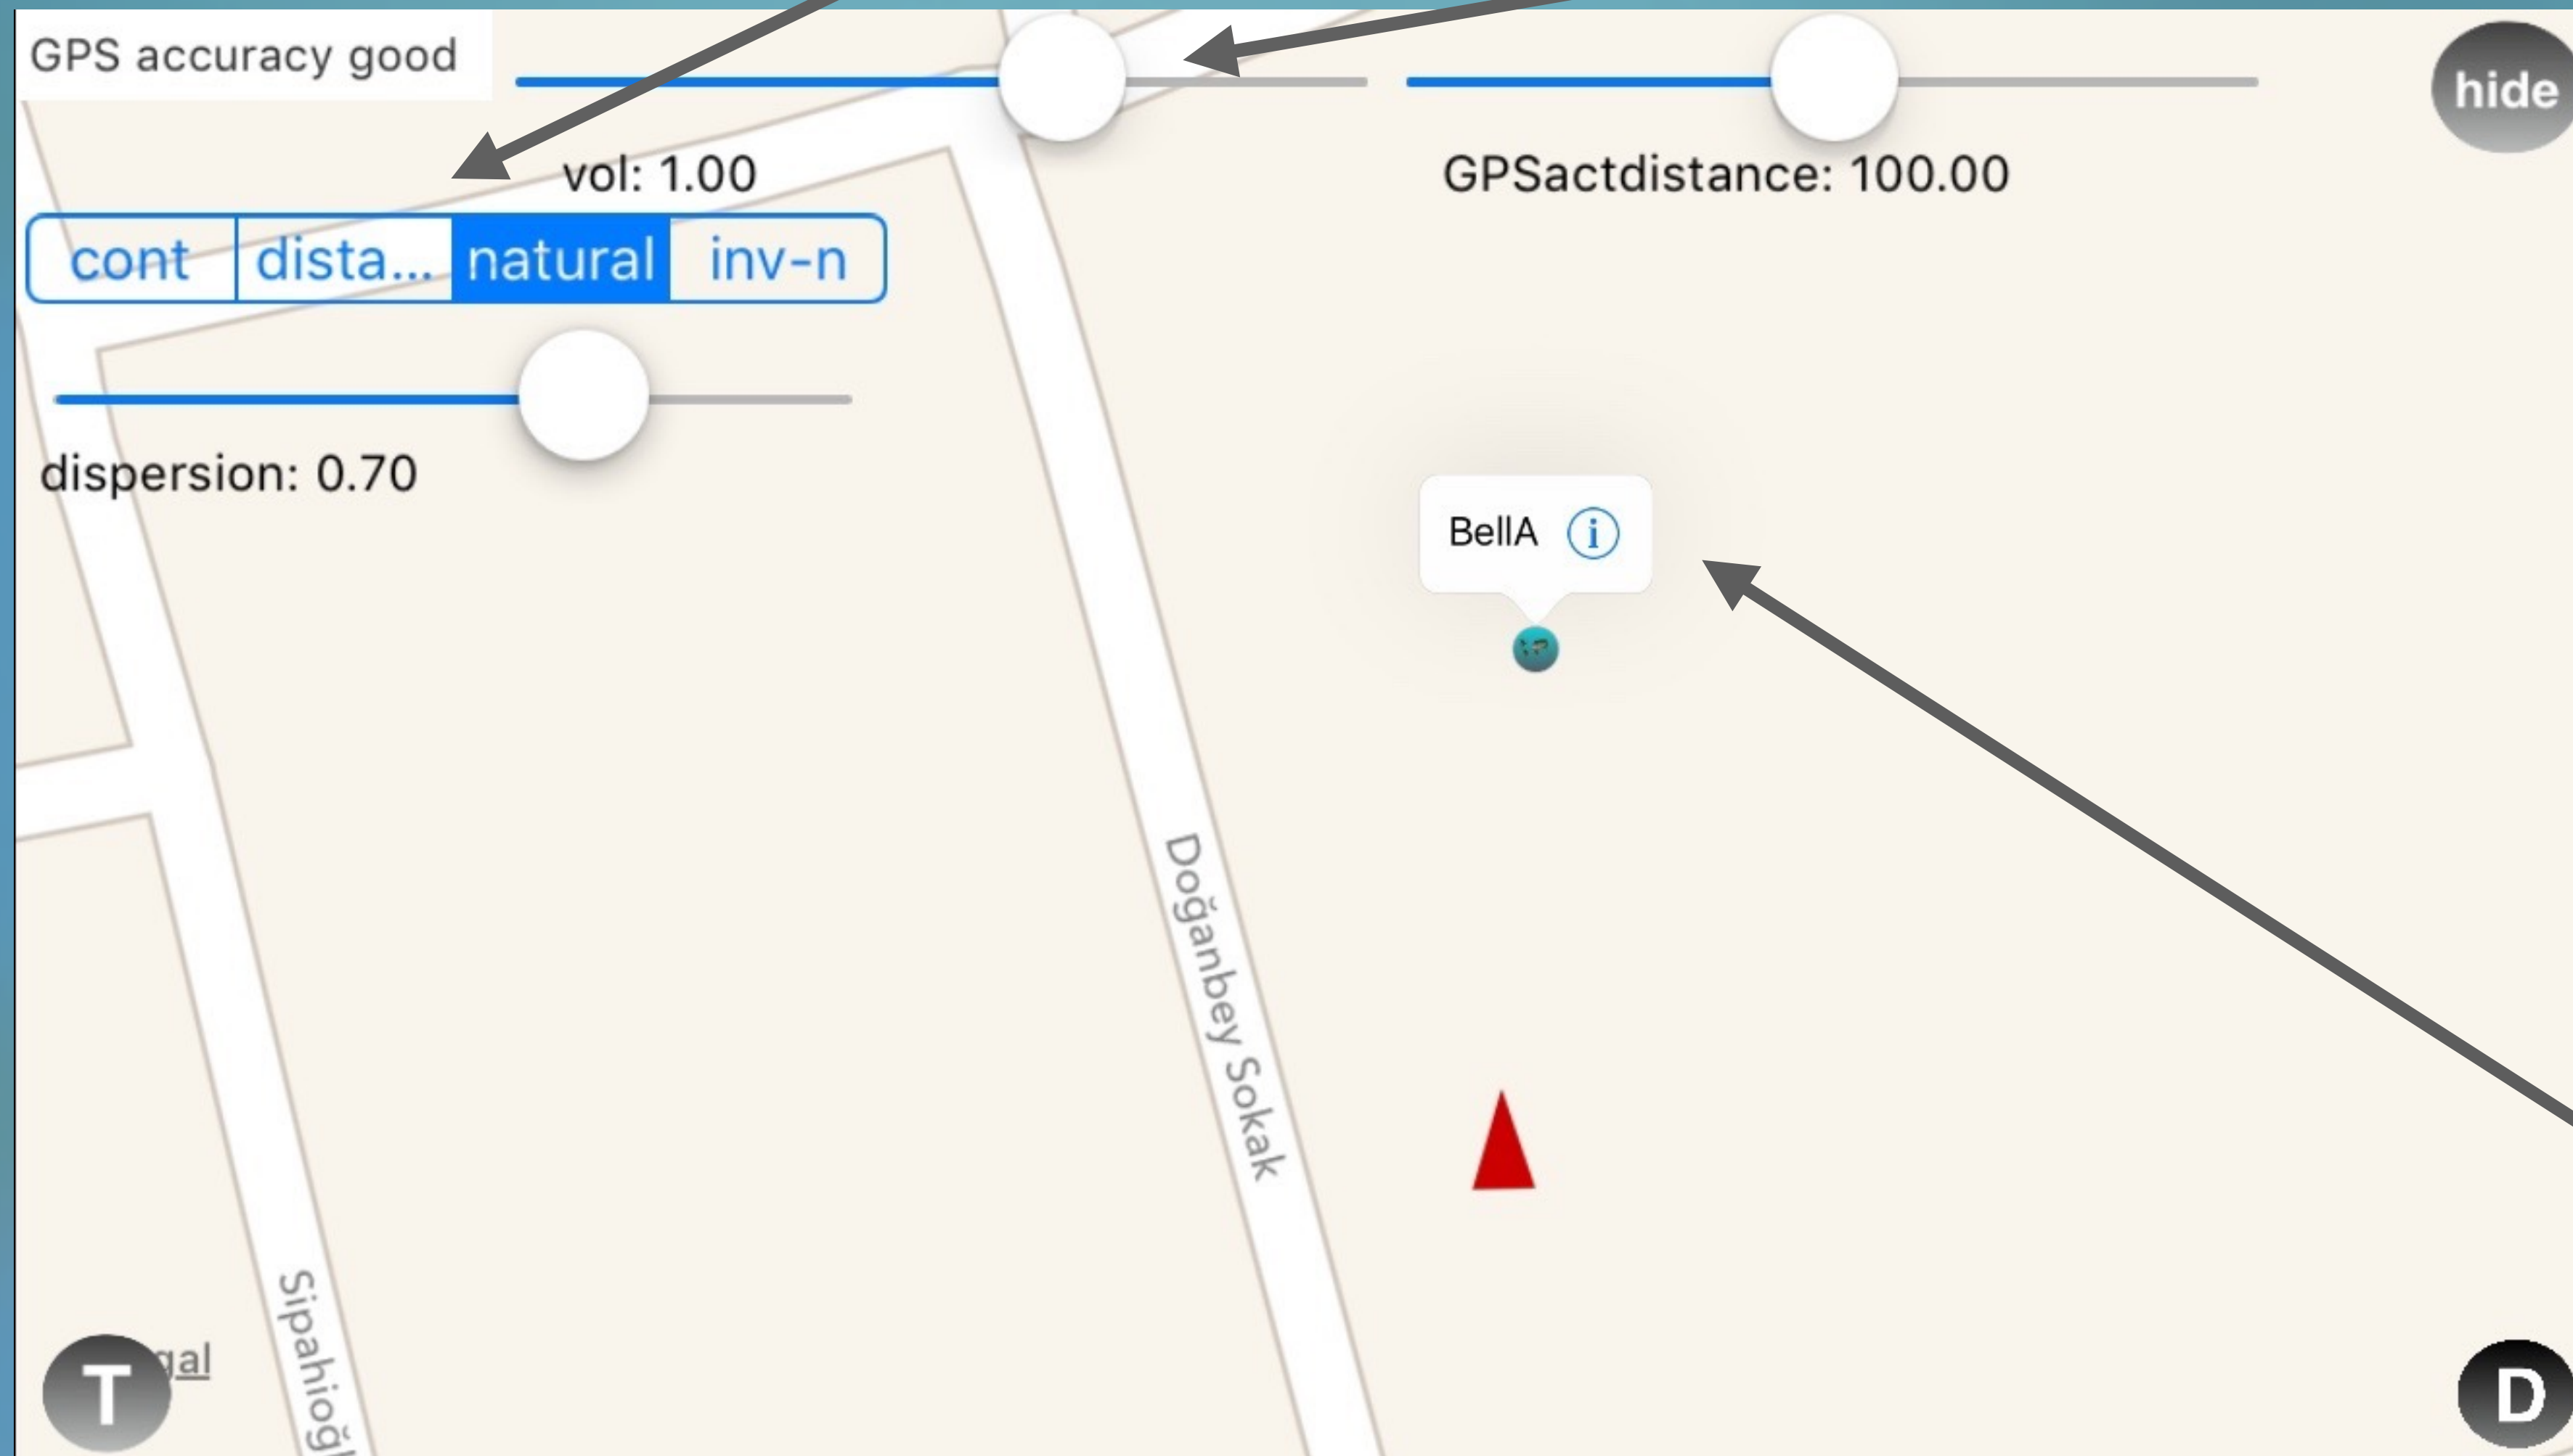 GPS accuracy good
hide
vol: 1.00
GPSactdistance: 100.00
cont
dista...
natural
inv-n
dispersion: 0.70
BellA i
Doğanbey Sokak
Sipahioğl
gal
T
D